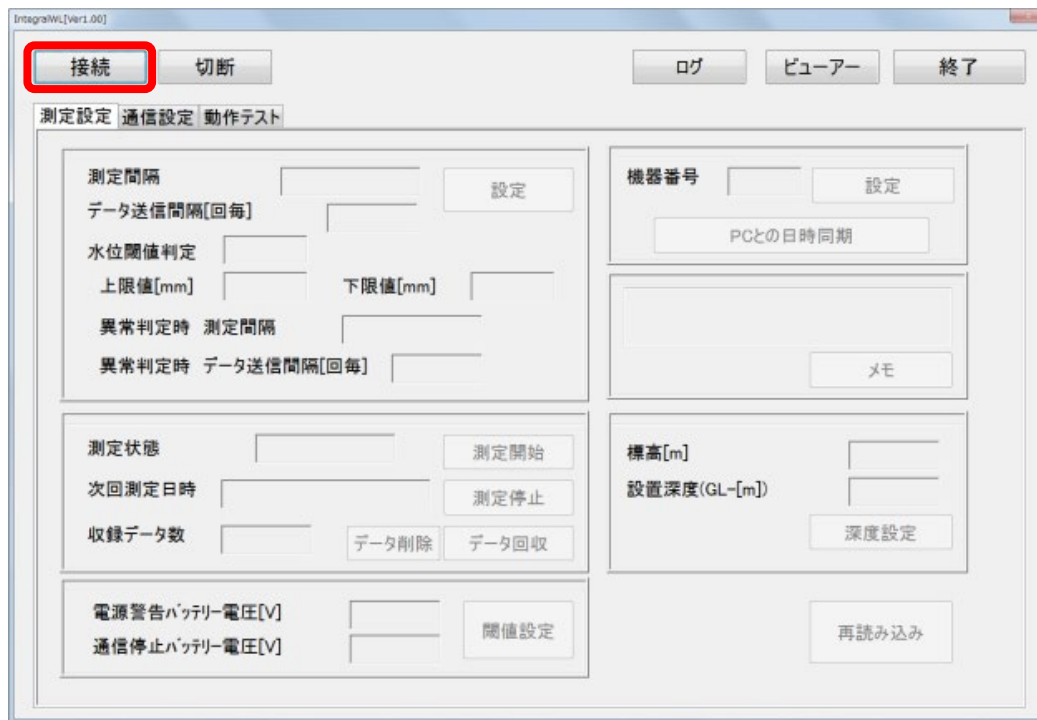 IntegralWL[Ver1.00]
接続 切断 ログ ビューアー 終了
測定設定 通信設定 動作テスト
測定間隔 設定
データ送信間隔[回毎]
水位閾値判定
上限値[mm] 下限値[mm]
異常判定時 測定間隔
異常判定時 データ送信間隔[回毎]
機器番号 設定
PCとの日時同期
メモ
測定状態 測定開始
次回測定日時 測定停止
収録データ数 データ削除 データ回収
標高[m]
設置深度(GL-[m])
深度設定
電源警告バッテリー電圧[V]
通信停止バッテリー電圧[V]
閾値設定
再読み込み